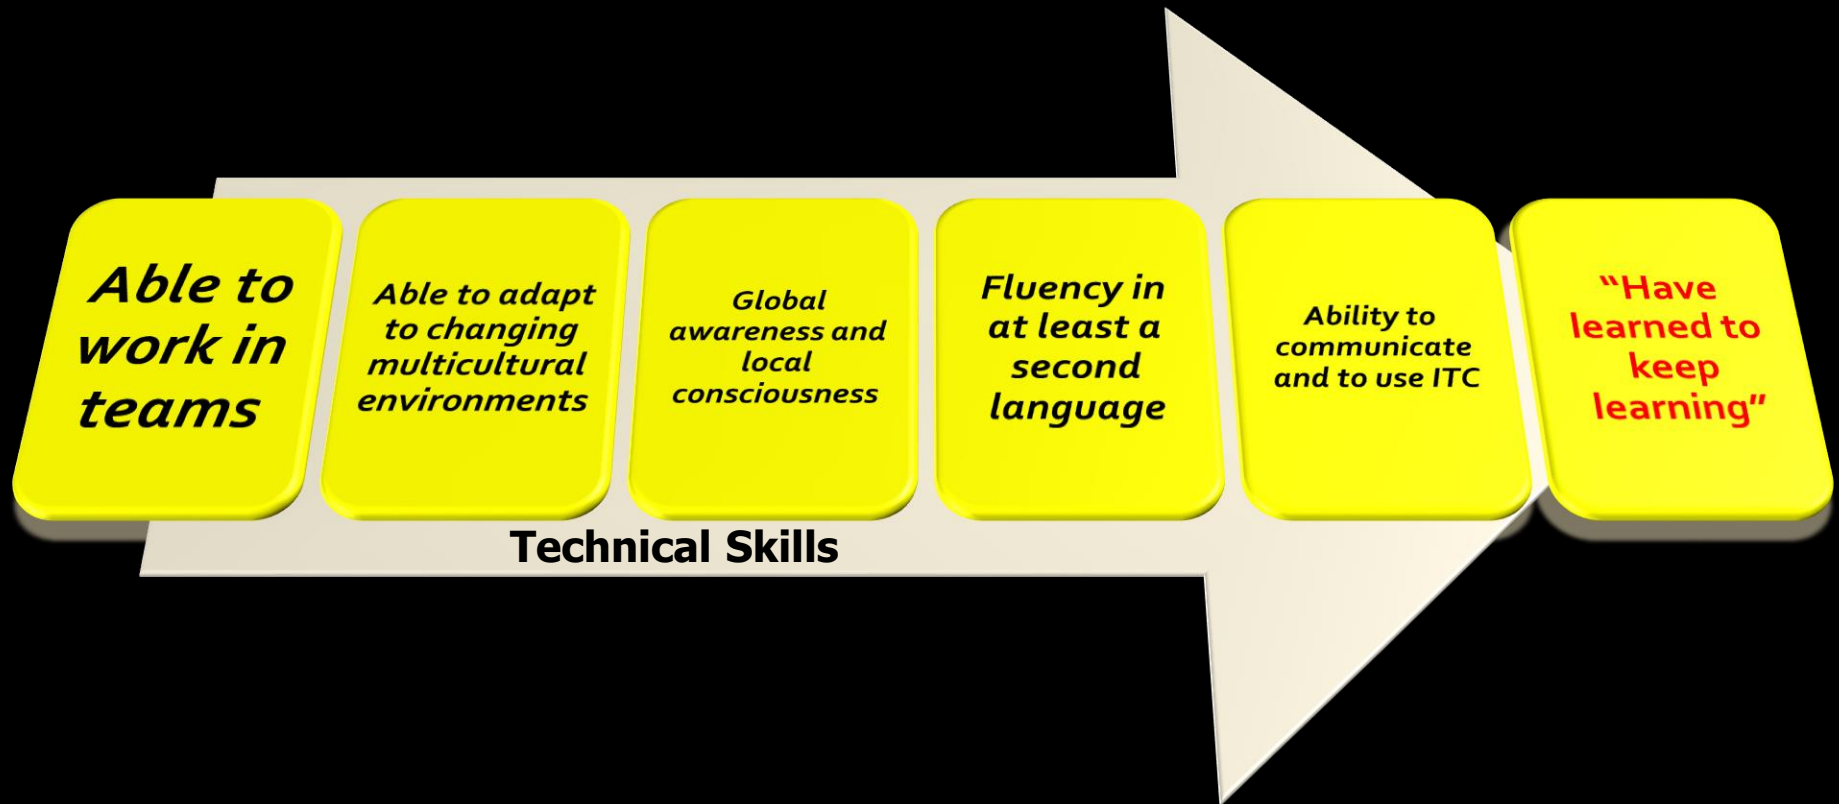 Able to
work in
teams
Able to adapt
to changing
multicultural
environments
Global
awareness and
local
consciousness
Fluency in
at least a
second
language
Ability to
communicate
and to use ITC
“Have
learned to
keep
learning”
Technical Skills